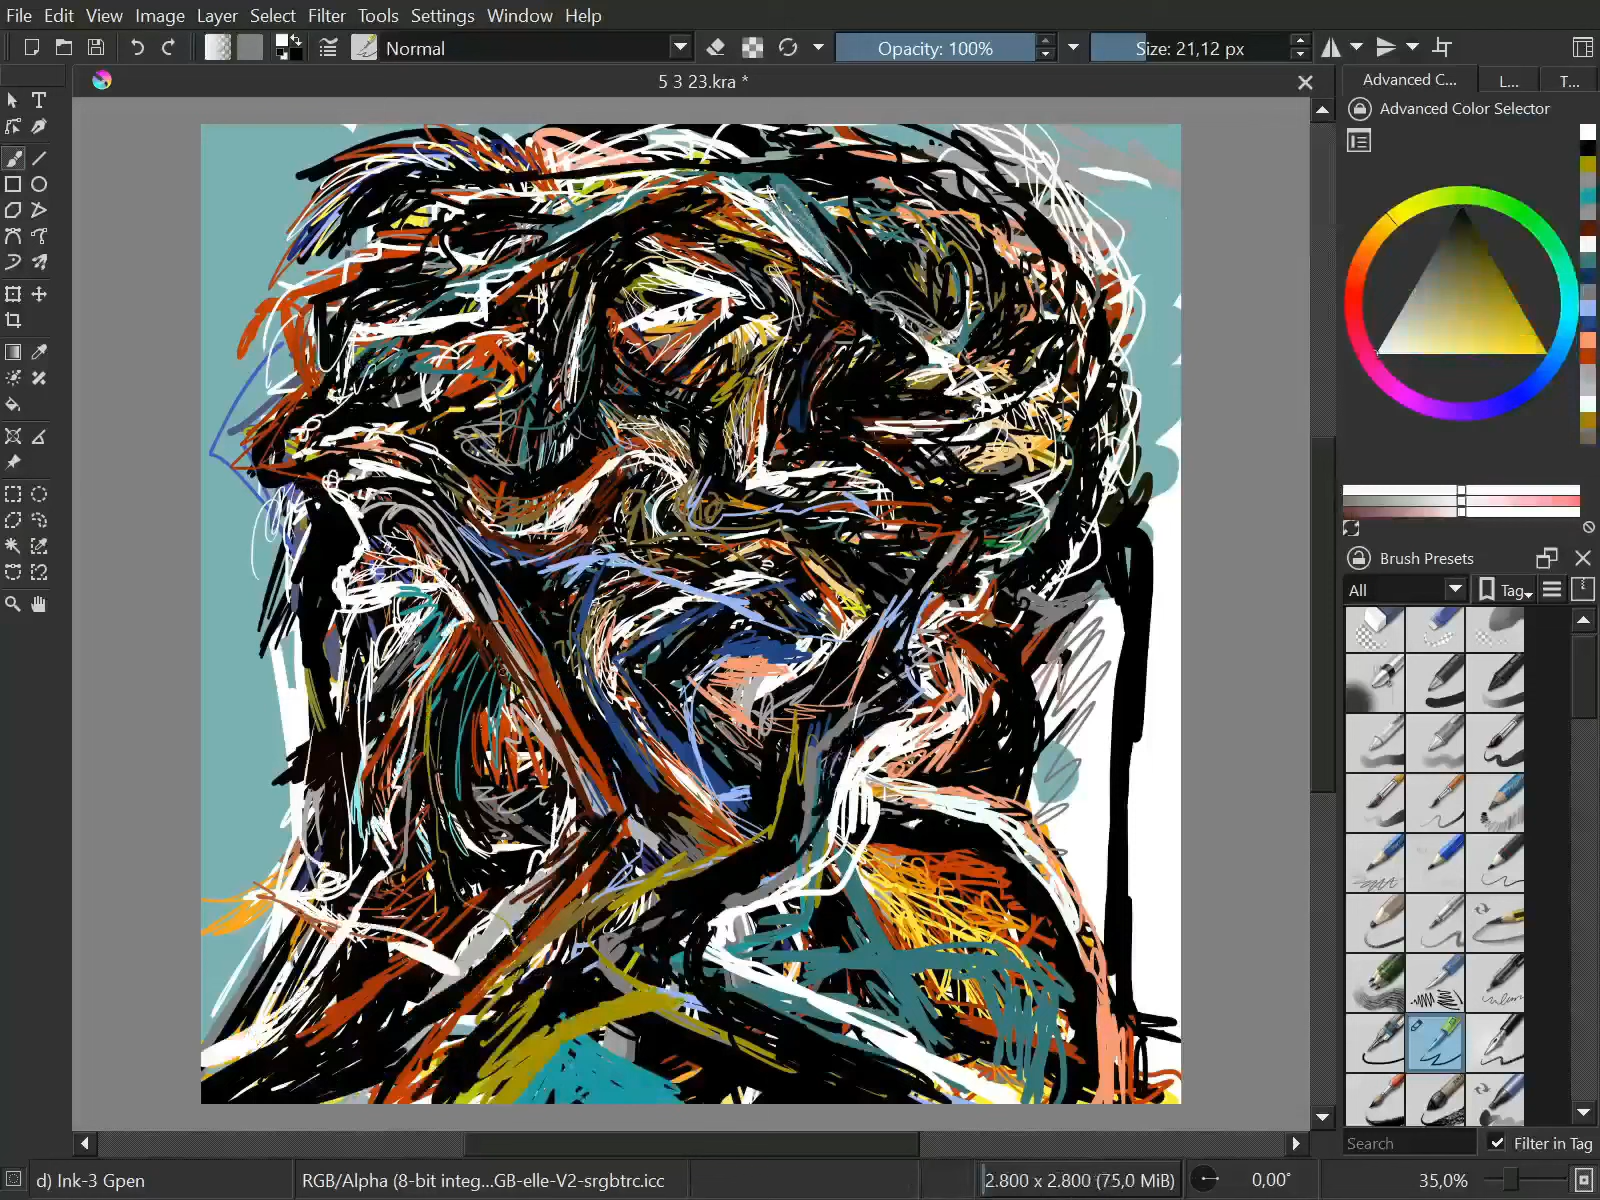 File Edit View Image Layer Select Filter Tools Settings Window Help
Normal
Opacity: 100%
Size: 21,12 px
5 3 23.kra *
Advanced C...
L...
T...
Advanced Color Selector
Brush Presets
All
Tag
Search
Filter in Tag
d) Ink-3 Gpen
RGB/Alpha (8-bit integ...GB-elle-V2-srgbtrc.icc
2.800 x 2.800 (75,0 MiB)
0,00°
35,0%